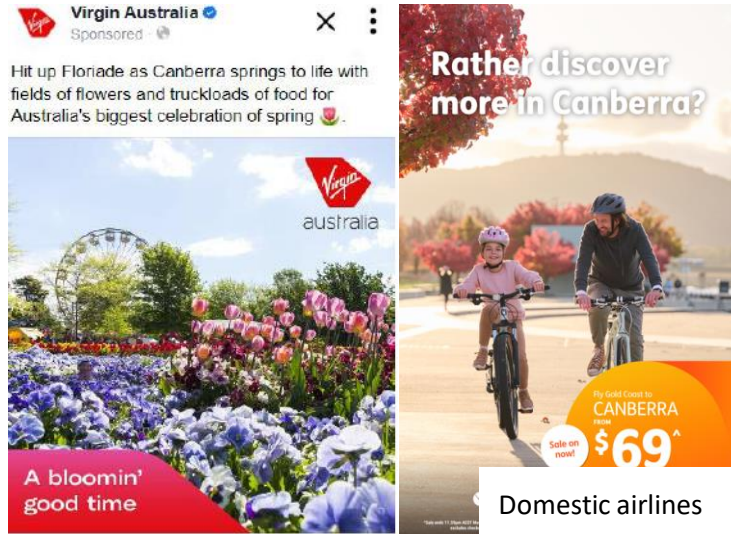 Virgin Australia
Sponsored
Hit up Floriade as Canberra springs to life with
fields of flowers and truckloads of food for
Australia's biggest celebration of spring 🌷.
Virgin
australia
A bloomin'
good time
Rather discover
more in Canberra?
Fly Gold Coast to
CANBERRA
FROM
$69^
Sale on
now!
Domestic airlines